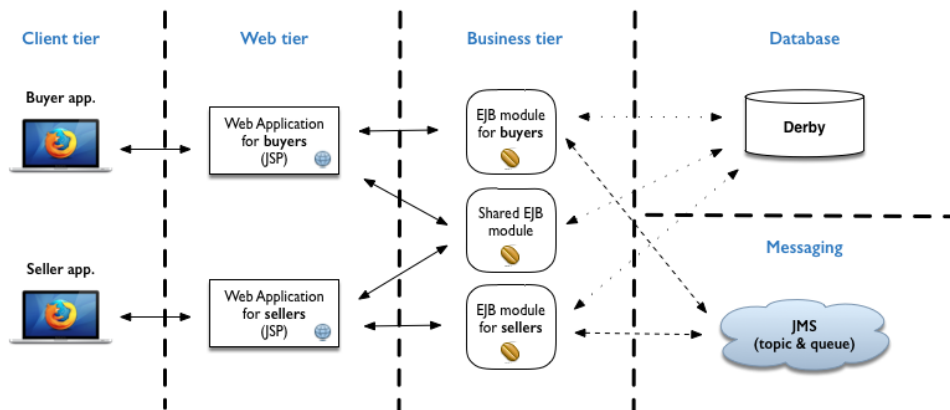 Client tier
Web tier
Business tier
Database
Buyer app.
Web Application
for buyers
(JSP)
EJB module
for buyers
Derby
Shared EJB
module
Messaging
Seller app.
Web Application
for sellers
(JSP)
EJB module
for sellers
JMS
(topic & queue)